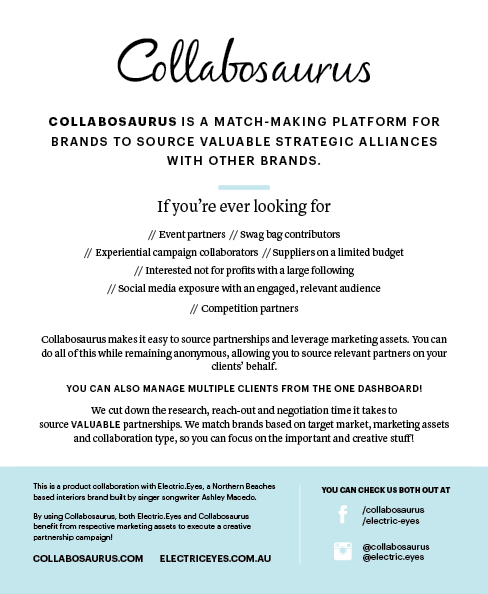 Collabosaurus
COLLABOSAURUS IS A MATCH-MAKING PLATFORM FOR
BRANDS TO SOURCE VALUABLE STRATEGIC ALLIANCES
WITH OTHER BRANDS.
If you're ever looking for
// Event partners // Swag bag contributors
// Experiential campaign collaborators // Suppliers on a limited budget
// Interested not for profits with a large following
// Social media exposure with an engaged, relevant audience
// Competition partners
Collabosaurus makes it easy to source partnerships and leverage marketing assets. You can
do all of this while remaining anonymous, allowing you to source relevant partners on your
clients' behalf.
YOU CAN ALSO MANAGE MULTIPLE CLIENTS FROM THE ONE DASHBOARD!
We cut down the research, reach-out and negotiation time it takes to
source VALUABLE partnerships. We match brands based on target market, marketing assets
and collaboration type, so you can focus on the important and creative stuff!
This is a product collaboration with Electric.Eyes, a Northern Beaches
based interiors brand built by singer songwriter Ashley Macedo.
By using Collabosaurus, both Electric.Eyes and Collabosaurus
benefit from respective marketing assets to execute a creative
partnership campaign!
COLLABOSAURUS.COM ELECTRICEYES.COM.AU
YOU CAN CHECK US BOTH OUT AT
/collabosaurus
/electric-eyes
@collabosaurus
@electric.eyes